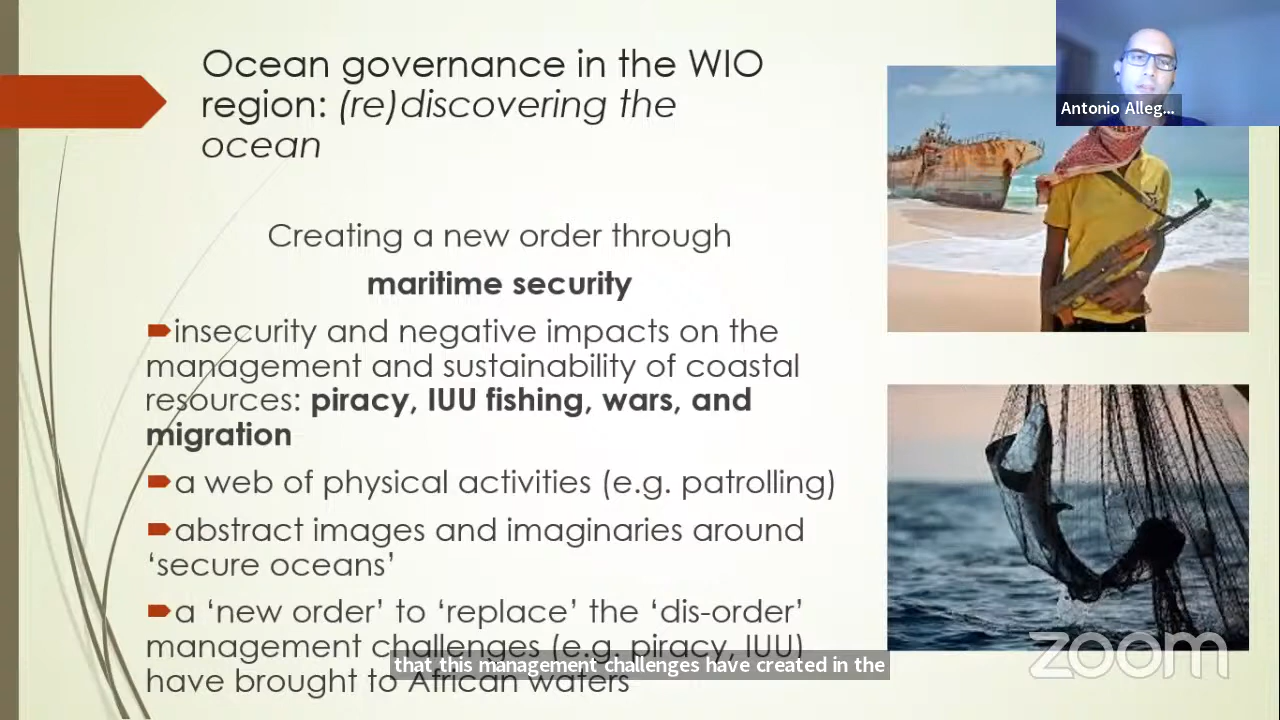 Ocean governance in the WIO
region: (re)discovering the
ocean
Creating a new order through
maritime security
insecurity and negative impacts on the
management and sustainability of coastal
resources: piracy, IUU fishing, wars, and
migration
a web of physical activities (e.g. patrolling)
abstract images and imaginaries around
‘secure oceans’
a ‘new order’ to ‘replace’ the ‘dis-order’
management challenges (e.g. piracy, IUU)
have brought to African waters
that this management challenges have created in the
Antonio Alleg...
zoom